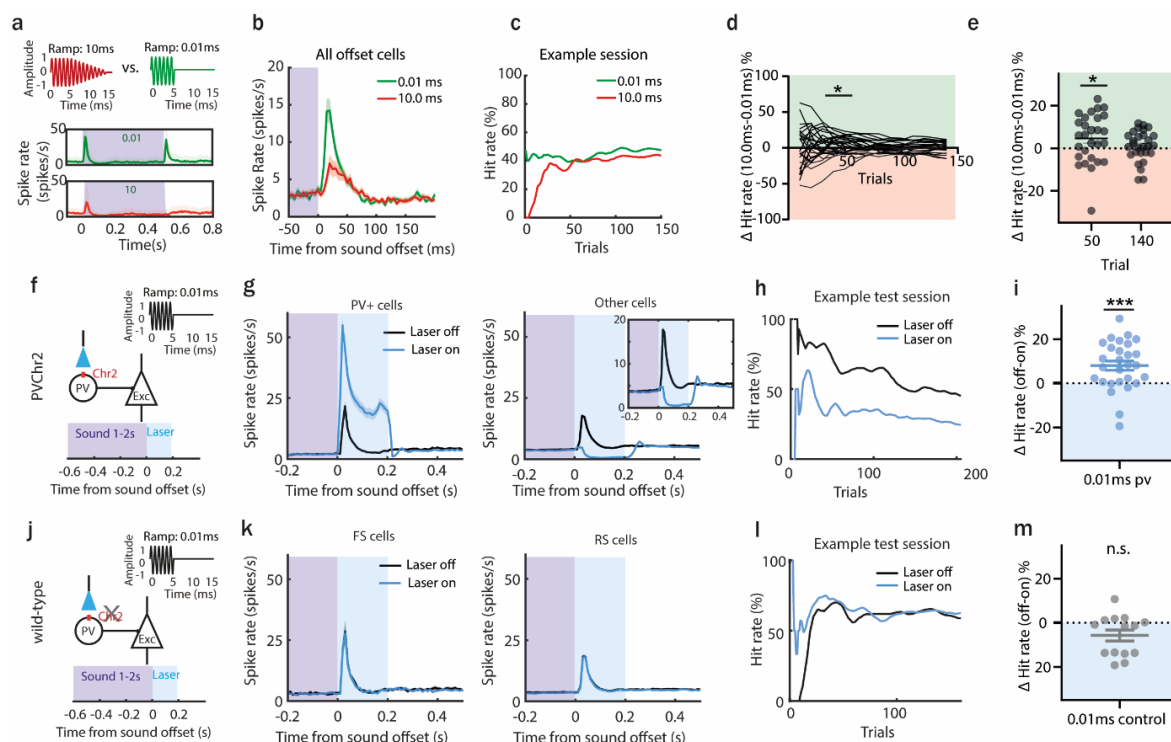 a
Ramp: 10ms
Ramp: 0.01ms
Amplitude
1
0
-1
vs.
0 5 10 15
Time (ms)
0 5 10 15
Time (ms)
Spike rate
(spikes/s)
50
0
0.01
50
0
10
0 0.2 0.4 0.6 0.8
Time(s)
b
All offset cells
0.01 ms
10.0 ms
Spike Rate (spikes/s)
20
15
10
5
0
-50 0 50 100 150
Time from sound offset (ms)
c
Example session
0.01 ms
10.0 ms
Hit rate (%)
100
80
60
40
20
0
0 50 100 150
Trials
d
Δ Hit rate (10.0ms-0.01ms) %
100
50
0
-50
-100
*
50 100 150
Trials
e
Δ Hit rate (10.0ms-0.01ms) %
*
20
0
-20
50 140
Trial
f
PVChr2
Ramp: 0.01ms
Amplitude
1
0
-1
0 5 10 15
Time (ms)
Chr2
PV
Exc
Sound 1-2s
Laser
-0.6 -0.4 -0.2 0 0.2
Time from sound offset (s)
g
PV+ cells
Laser off
Laser on
Spike rate (spikes/s)
50
25
0
-0.2 0 0.2 0.4
Time from sound offset (s)
Other cells
Spike rate (spikes/s)
50
25
0
-0.2 0 0.2 0.4
Time from sound offset (s)
20
10
0
-0.2 0 0.2 0.4
h
Example test session
Laser off
Laser on
Hit rate (%)
100
50
0
0 100 200
Trials
i
***
Δ Hit rate (off-on) %
20
0
-20
0.01ms pv
j
wild-type
Ramp: 0.01ms
Amplitude
1
0
-1
0 5 10 15
Time (ms)
Chr2
X
PV
Exc
Sound 1-2s
Laser
-0.6 -0.4 -0.2 0 0.2
Time from sound offset (s)
k
FS cells
Laser off
Laser on
Spike rate (spikes/s)
50
25
0
-0.2 0 0.2 0.4
Time from sound offset (s)
RS cells
Spike rate (spikes/s)
50
25
0
-0.2 0 0.2 0.4
Time from sound offset (s)
l
Example test session
Laser off
Laser on
Hit rate (%)
100
50
0
0 100
Trials
m
n.s.
Δ Hit rate (off-on) %
20
0
20
0.01ms control